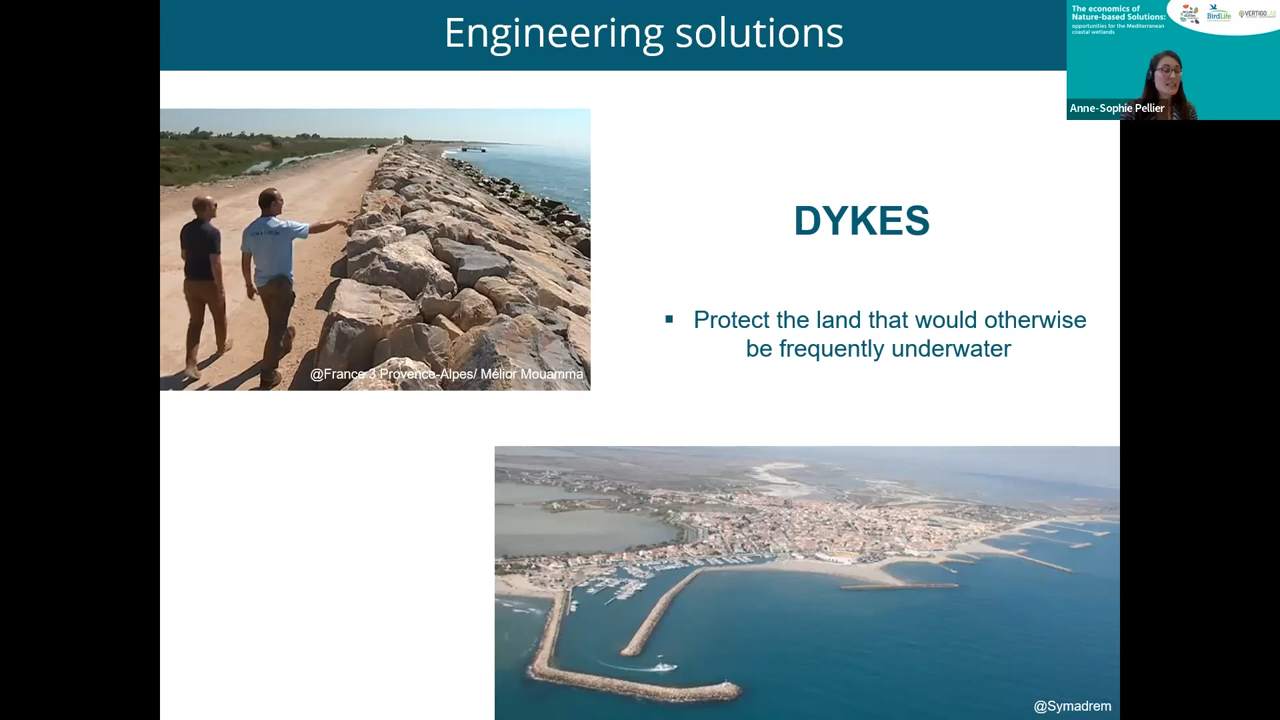 Engineering solutions
The economics of
Nature-based Solutions:
opportunities for the Mediterranean
coastal wetlands
BirdLife
VERTIGO
Anne-Sophie Pellier
DYKES
▪ Protect the land that would otherwise
be frequently underwater
@France 3 Provence-Alpes/ Mélior Mouamma
@Symadrem